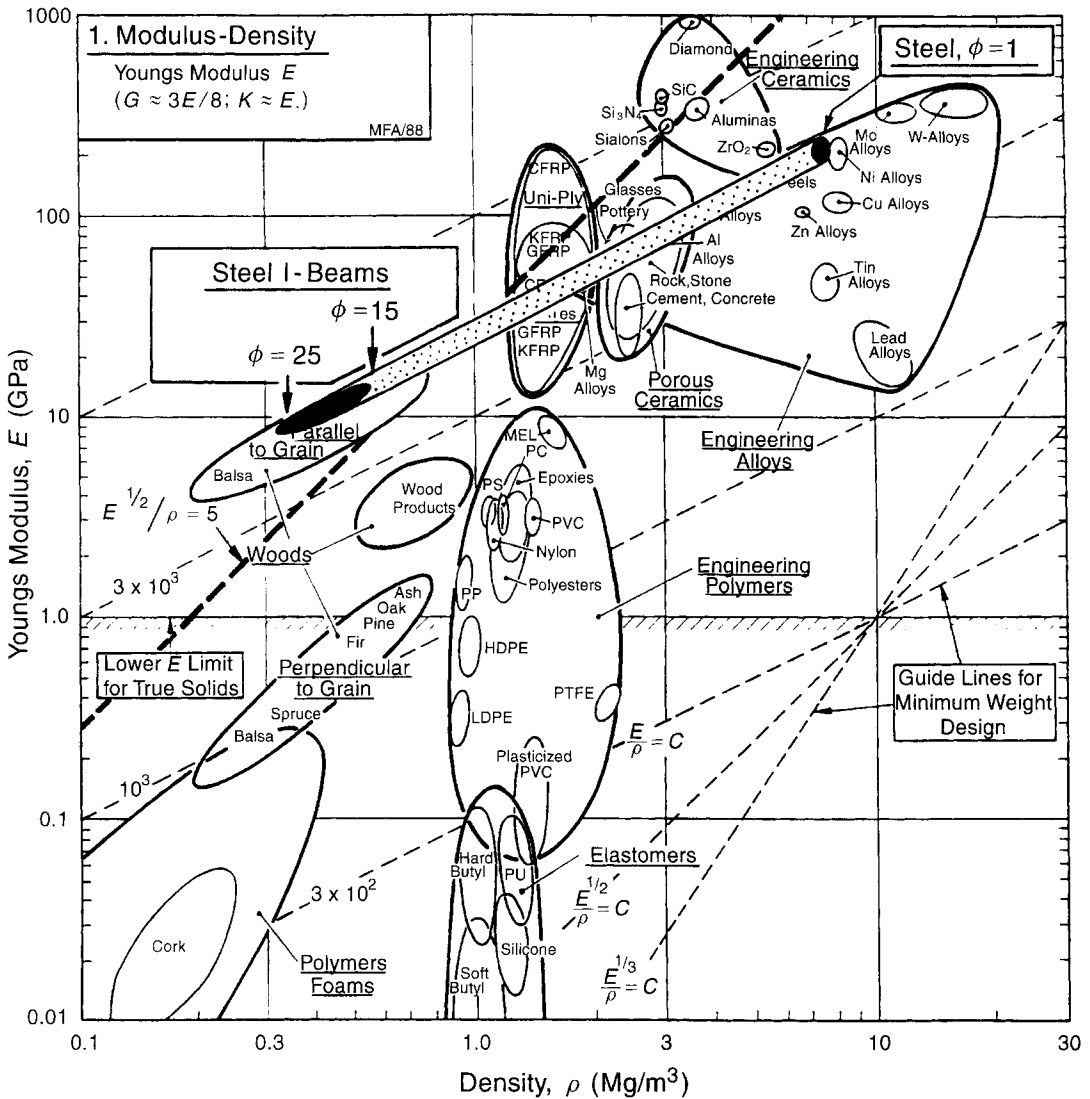 1. Modulus-Density
Youngs Modulus E
(G ≈ 3E/8; K ≈ E.)
MFA/88
Steel, ϕ=1
Steel I-Beams
ϕ = 15
ϕ = 25
Diamond
Engineering
Ceramics
SiC
Si₃N₄
Aluminas
Sialons
ZrO₂
Mo
Alloys
W-Alloys
Ni Alloys
eels
Cu Alloys
Zn Alloys
CFRP
Uni-Ply
Glasses
Pottery
Alloys
KFRP
GFRP
Al
Alloys
Rock,Stone
Cement, Concrete
Tin
Alloys
Lead
Alloys
GFRP
KFRP
Mg
Alloys
Porous
Ceramics
Engineering
Alloys
Parallel
to Grain
Balsa
MEL
PC
Epoxies
PS
PVC
Nylon
Polyesters
Wood
Products
E^1/2/ρ = 5
Woods
3 x 10³
PP
Engineering
Polymers
Ash
Oak
Pine
Fir
HDPE
Lower E Limit
for True Solids
Perpendicular
to Grain
Spruce
Balsa
LDPE
PTFE
Guide Lines for
Minimum Weight
Design
E/ρ = C
Plasticized
PVC
10³
Hard
Butyl
PU
Elastomers
3 x 10²
E^1/2/ρ = C
Cork
Polymers
Foams
Silicone
Soft
Butyl
E^1/3/ρ = C
Youngs Modulus, E (GPa)
1000
100
10
1.0
0.1
0.01
0.1
0.3
1.0
3
10
30
Density, ρ (Mg/m³)